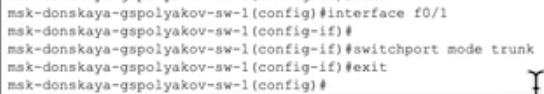 msk-donskaya-gspolyakov-sw-1(config)#interface f0/1
msk-donskaya-gspolyakov-sw-1(config-if)#
msk-donskaya-gspolyakov-sw-1(config-if)#switchport mode trunk
msk-donskaya-gspolyakov-sw-1(config-if)#exit
msk-donskaya-gspolyakov-sw-1(config)#